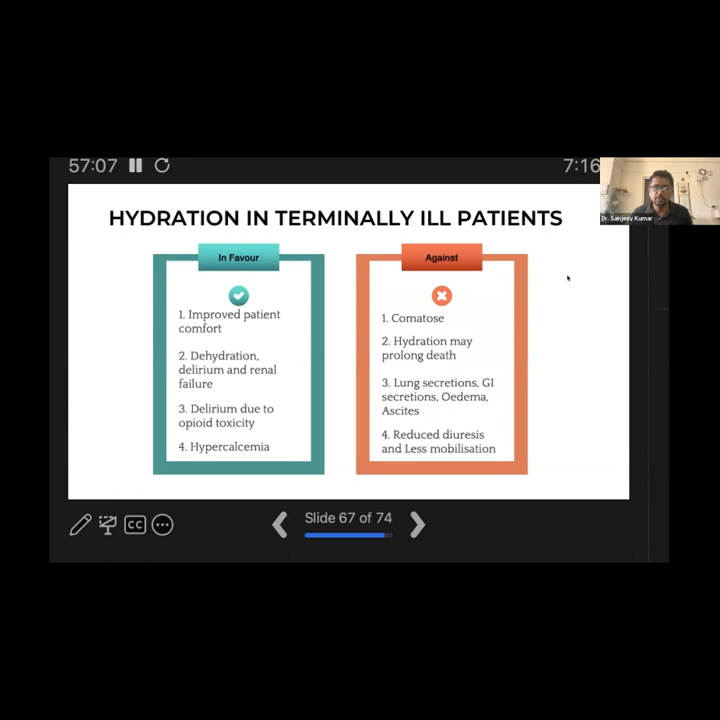 57:07
7:16
Dr. Sanjeev Kumar
HYDRATION IN TERMINALLY ILL PATIENTS
In Favour
1. Improved patient
comfort
2. Dehydration,
delirium and renal
failure
3. Delirium due to
opioid toxicity
4. Hypercalcemia
Against
1. Comatose
2. Hydration may
prolong death
3. Lung secretions, GI
secretions, Oedema,
Ascites
4. Reduced diuresis
and Less mobilisation
CC
Slide 67 of 74